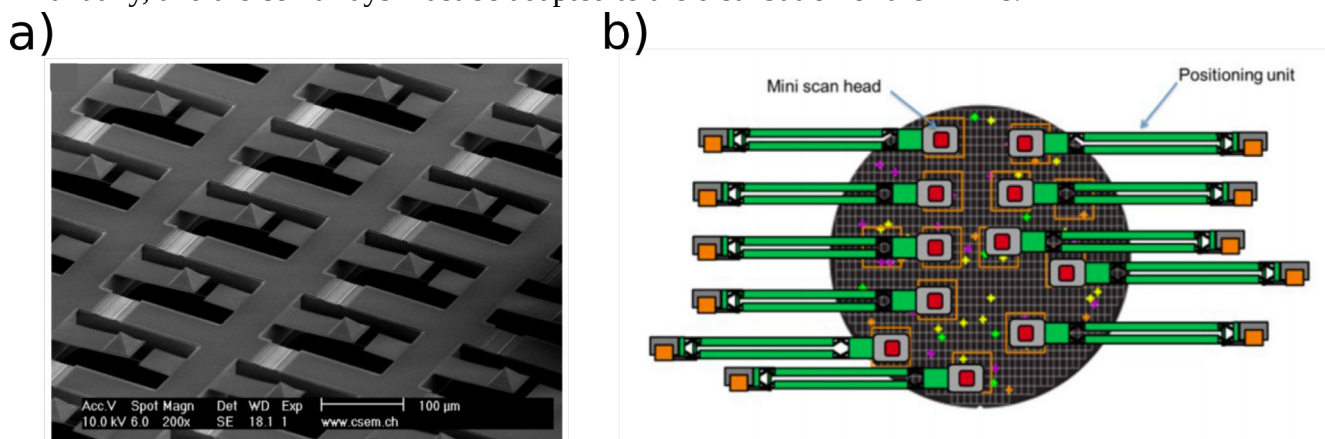 a)
b)
Mini scan head
Positioning unit
Acc.V Spot Magn Det WD Exp
100 µm
10.0 kV 6.0 200x SE 18.1 1 www.csem.ch